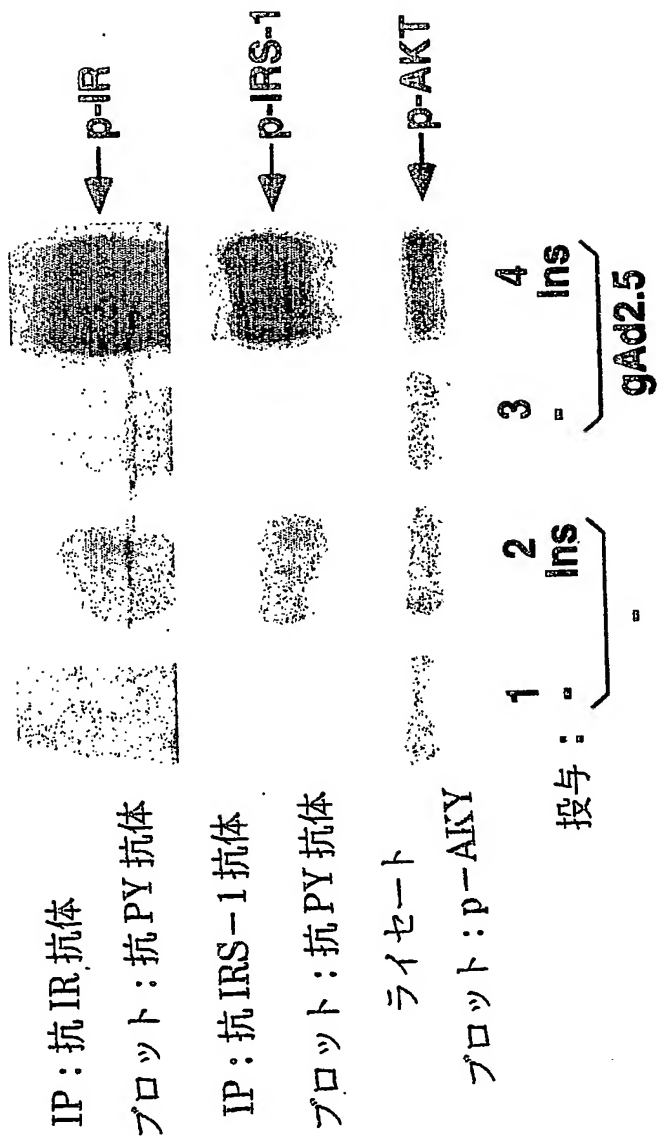 IP：抗IR抗体
ブロット：抗PY抗体
p-IR
IP：抗IRS-1抗体
ブロット：抗PY抗体
p-IRS-1
ライセート
ブロット：p-AKY
p-AKT
1 2 3 4
投与： - Ins - Ins
- gAd2.5